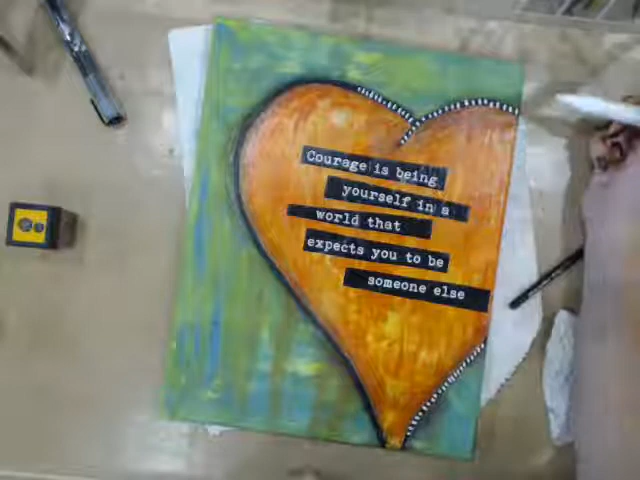 Courage is being
yourself in a
world that
expects you to be
someone else